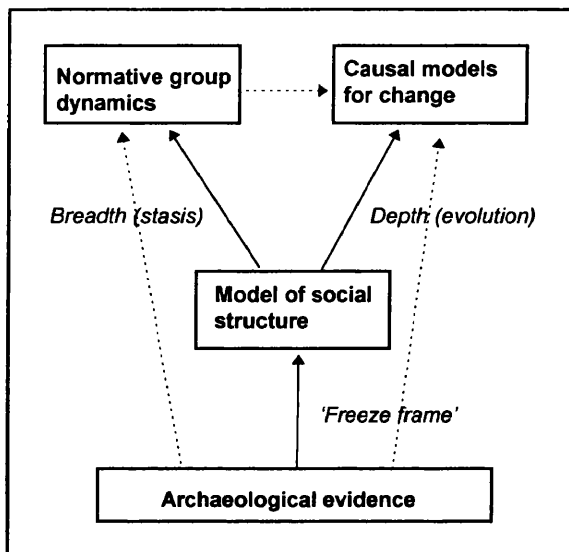 Normative group
dynamics
Causal models
for change
Breadth (stasis)
Depth (evolution)
Model of social
structure
'Freeze frame'
Archaeological evidence